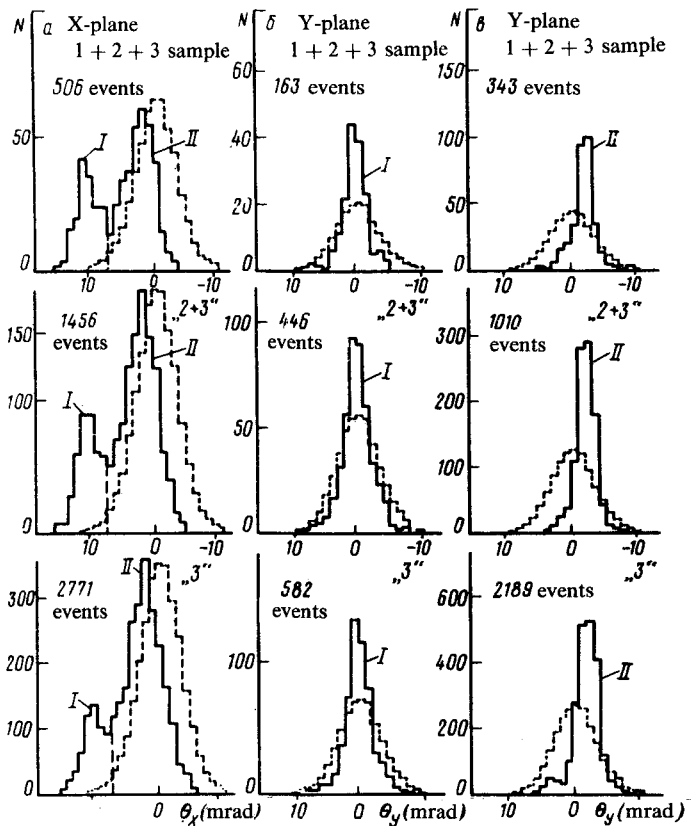 N a X-plane
1 + 2 + 3 sample
506 events
I
II
50
0
10 0 -10
N б Y-plane
1 + 2 + 3 sample
163 events
I
60
40
20
0
10 0 -10
N в Y-plane
1 + 2 + 3 sample
343 events
II
150
100
50
0
10 0 -10
„2+3“
1456
events
I
II
150
100
0
10 0 -10
„2+3“
446
events
I
100
50
0
10 0 -10
„2+3“
1010
events
II
300
200
100
0
10 0 -10
„3“
2771
events
I
II
300
200
100
0
0 θx(mrad)
„3“
582
events
I
100
0
10 0 θy(mrad)
2189 events
II
600
400
200
0
10 0 θy(mrad)